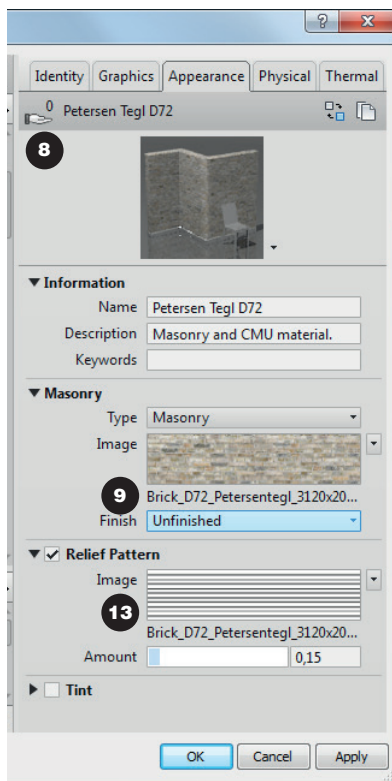 ?
Identity Graphics Appearance Physical Thermal
0 Petersen Tegl D72
8
Information
Name Petersen Tegl D72
Description Masonry and CMU material.
Keywords
Masonry
Type Masonry
Image
9 Brick_D72_Petersentegl_3120x20...
Finish Unfinished
Relief Pattern
Image
13
Brick_D72_Petersentegl_3120x20...
Amount 0,15
Tint
OK Cancel Apply